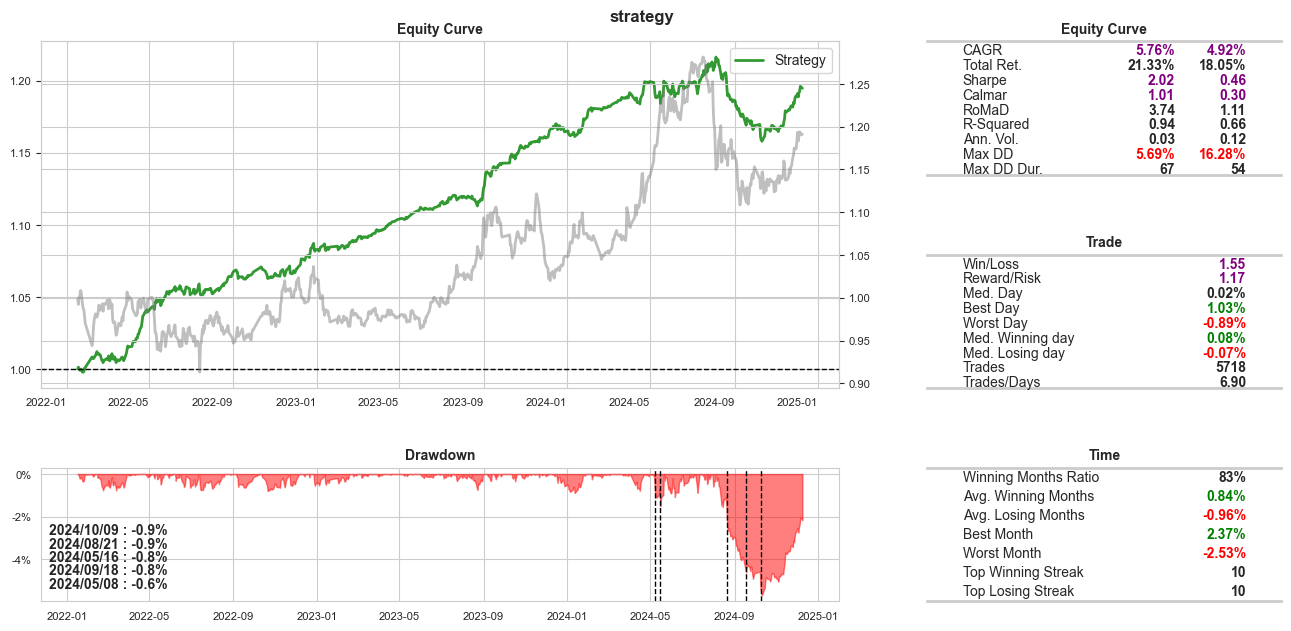 strategy
Equity Curve
Strategy
1.20
1.15
1.10
1.05
1.00
1.25
1.20
1.15
1.10
1.05
1.00
0.95
0.90
2022-01 2022-05 2022-09 2023-01 2023-05 2023-09 2024-01 2024-05 2024-09 2025-01
Equity Curve
CAGR 5.76% 4.92%
Total Ret. 21.33% 18.05%
Sharpe 2.02 0.46
Calmar 1.01 0.30
RoMaD 3.74 1.11
R-Squared 0.94 0.66
Ann. Vol. 0.03 0.12
Max DD 5.69% 16.28%
Max DD Dur. 67 54
Trade
Win/Loss 1.55
Reward/Risk 1.17
Med. Day 0.02%
Best Day 1.03%
Worst Day -0.89%
Med. Winning day 0.08%
Med. Losing day -0.07%
Trades 5718
Trades/Days 6.90
Drawdown
0%
-2%
-4%
2024/10/09 : -0.9%
2024/08/21 : -0.9%
2024/05/16 : -0.8%
2024/09/18 : -0.8%
2024/05/08 : -0.6%
2022-01 2022-05 2022-09 2023-01 2023-05 2023-09 2024-01 2024-05 2024-09 2025-01
Time
Winning Months Ratio 83%
Avg. Winning Months 0.84%
Avg. Losing Months -0.96%
Best Month 2.37%
Worst Month -2.53%
Top Winning Streak 10
Top Losing Streak 10